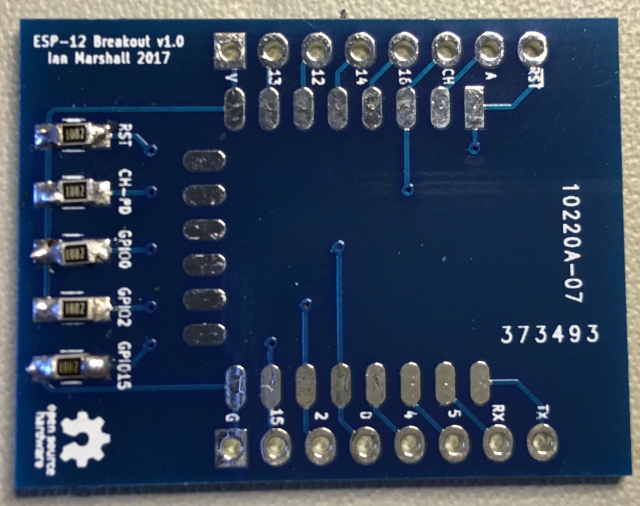 ESP-12 Breakout v1.0
Ian Marshall 2017
V 13 12 14 16 CH A RST
RST
1002
CH-PD
1002
GPIO0
1002
GPIO2
1002
GPIO15
1002
10220A-07
373493
G 15 2 0 4 5 RX TX
open source
hardware